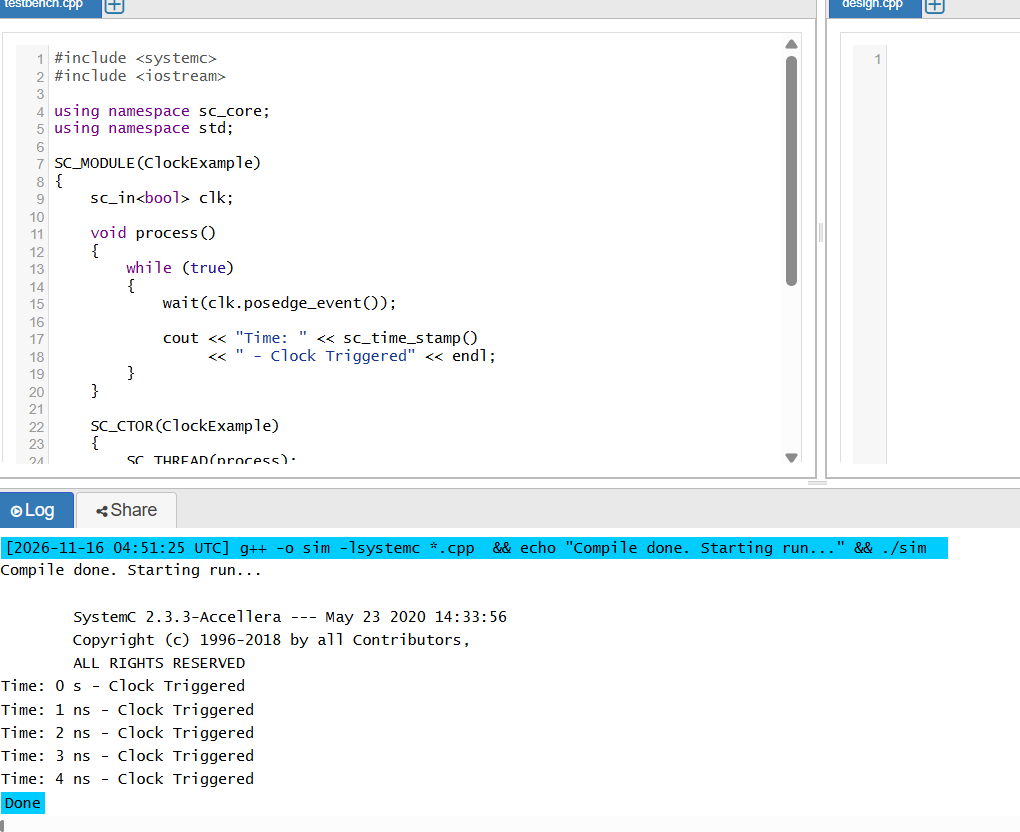 testbench.cpp
design.cpp
1 #include <systemc>
2 #include <iostream>
3
4 using namespace sc_core;
5 using namespace std;
6
7 SC_MODULE(ClockExample)
8 {
9     sc_in<bool> clk;
10
11     void process()
12     {
13         while (true)
14         {
15             wait(clk.posedge_event());
16
17             cout << "Time: " << sc_time_stamp()
18                  << " - Clock Triggered" << endl;
19         }
20     }
21
22     SC_CTOR(ClockExample)
23     {
24         SC_THREAD(process);
1
Log
Share
[2026-11-16 04:51:25 UTC] g++ -o sim -lsystemc *.cpp  && echo "Compile done. Starting run..." && ./sim
Compile done. Starting run...
SystemC 2.3.3-Accellera --- May 23 2020 14:33:56
Copyright (c) 1996-2018 by all Contributors,
ALL RIGHTS RESERVED
Time: 0 s - Clock Triggered
Time: 1 ns - Clock Triggered
Time: 2 ns - Clock Triggered
Time: 3 ns - Clock Triggered
Time: 4 ns - Clock Triggered
Done